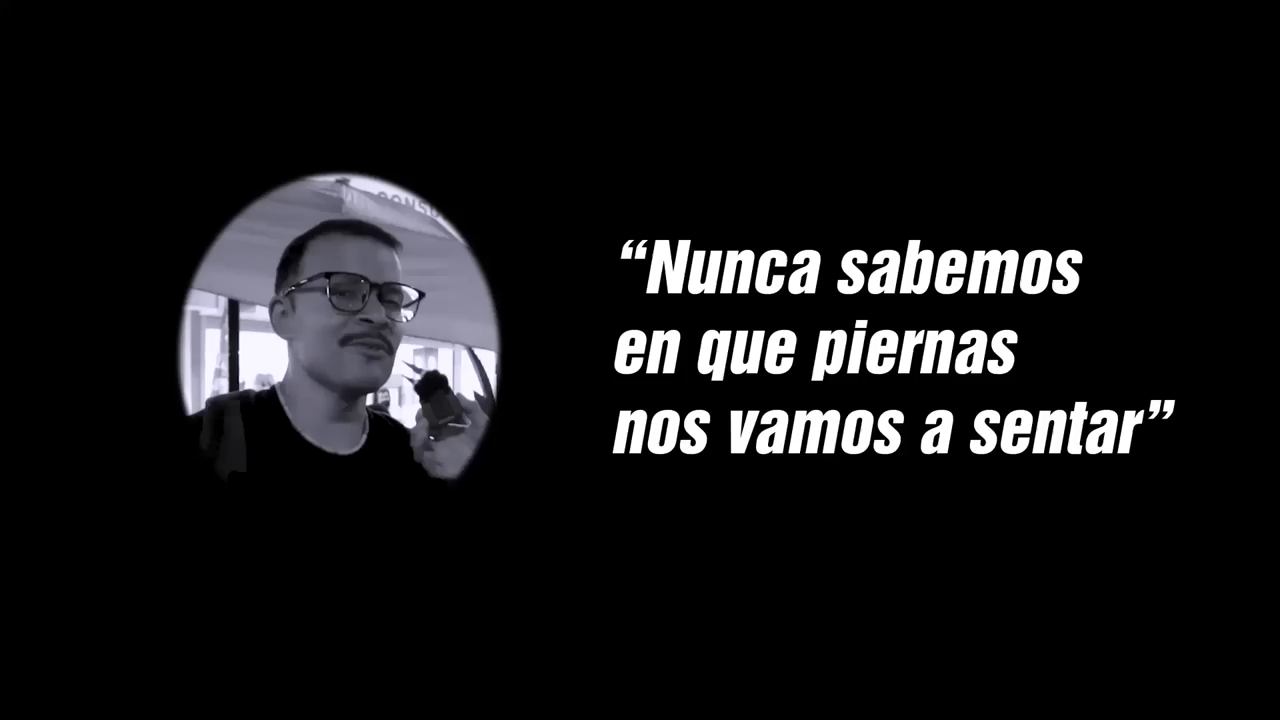 “Nunca sabemos
en que piernas
nos vamos a sentar”